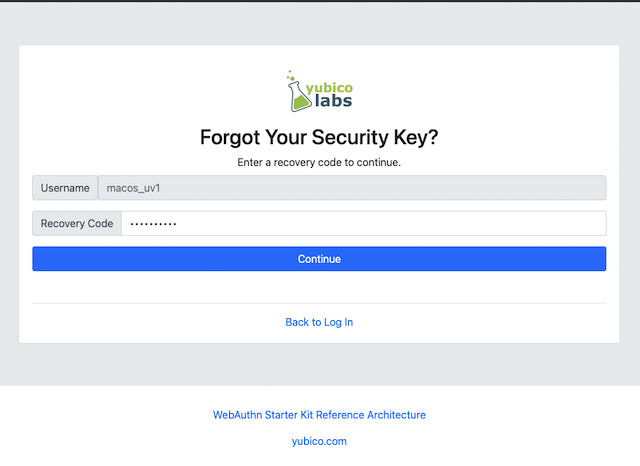 yubico
labs
Forgot Your Security Key?
Enter a recovery code to continue.
Username macos_uv1
Recovery Code ••••••••••
Continue
Back to Log In
WebAuthn Starter Kit Reference Architecture
yubico.com